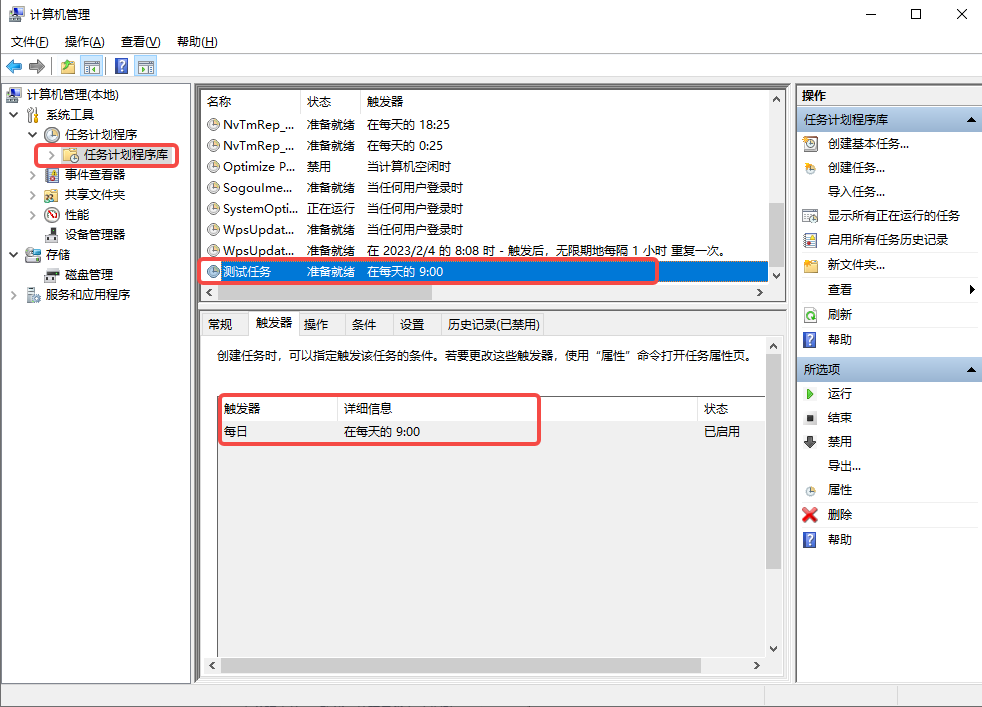 计算机管理
文件(F) 操作(A) 查看(V) 帮助(H)
计算机管理(本地)
系统工具
任务计划程序
任务计划程序库
事件查看器
共享文件夹
性能
设备管理器
存储
磁盘管理
服务和应用程序
名称 状态 触发器
NvTmRep_... 准备就绪 在每天的 18:25
NvTmRep_... 准备就绪 在每天的 0:25
Optimize P... 禁用 当计算机空闲时
SogouIme... 准备就绪 当任何用户登录时
SystemOpti... 正在运行 当任何用户登录时
WpsUpdat... 准备就绪 当任何用户登录时
WpsUpdat... 准备就绪 在 2023/2/4 的 8:08 时 - 触发后，无限期地每隔 1 小时 重复一次。
测试任务 准备就绪 在每天的 9:00
常规 触发器 操作 条件 设置 历史记录(已禁用)
创建任务时，可以指定触发该任务的条件。若要更改这些触发器，使用“属性”命令打开任务属性页。
触发器 详细信息 状态
每日 在每天的 9:00 已启用
操作
任务计划程序库
创建基本任务...
创建任务...
导入任务...
显示所有正在运行的任务
启用所有任务历史记录
新文件夹...
查看
刷新
帮助
所选项
运行
结束
禁用
导出...
属性
删除
帮助